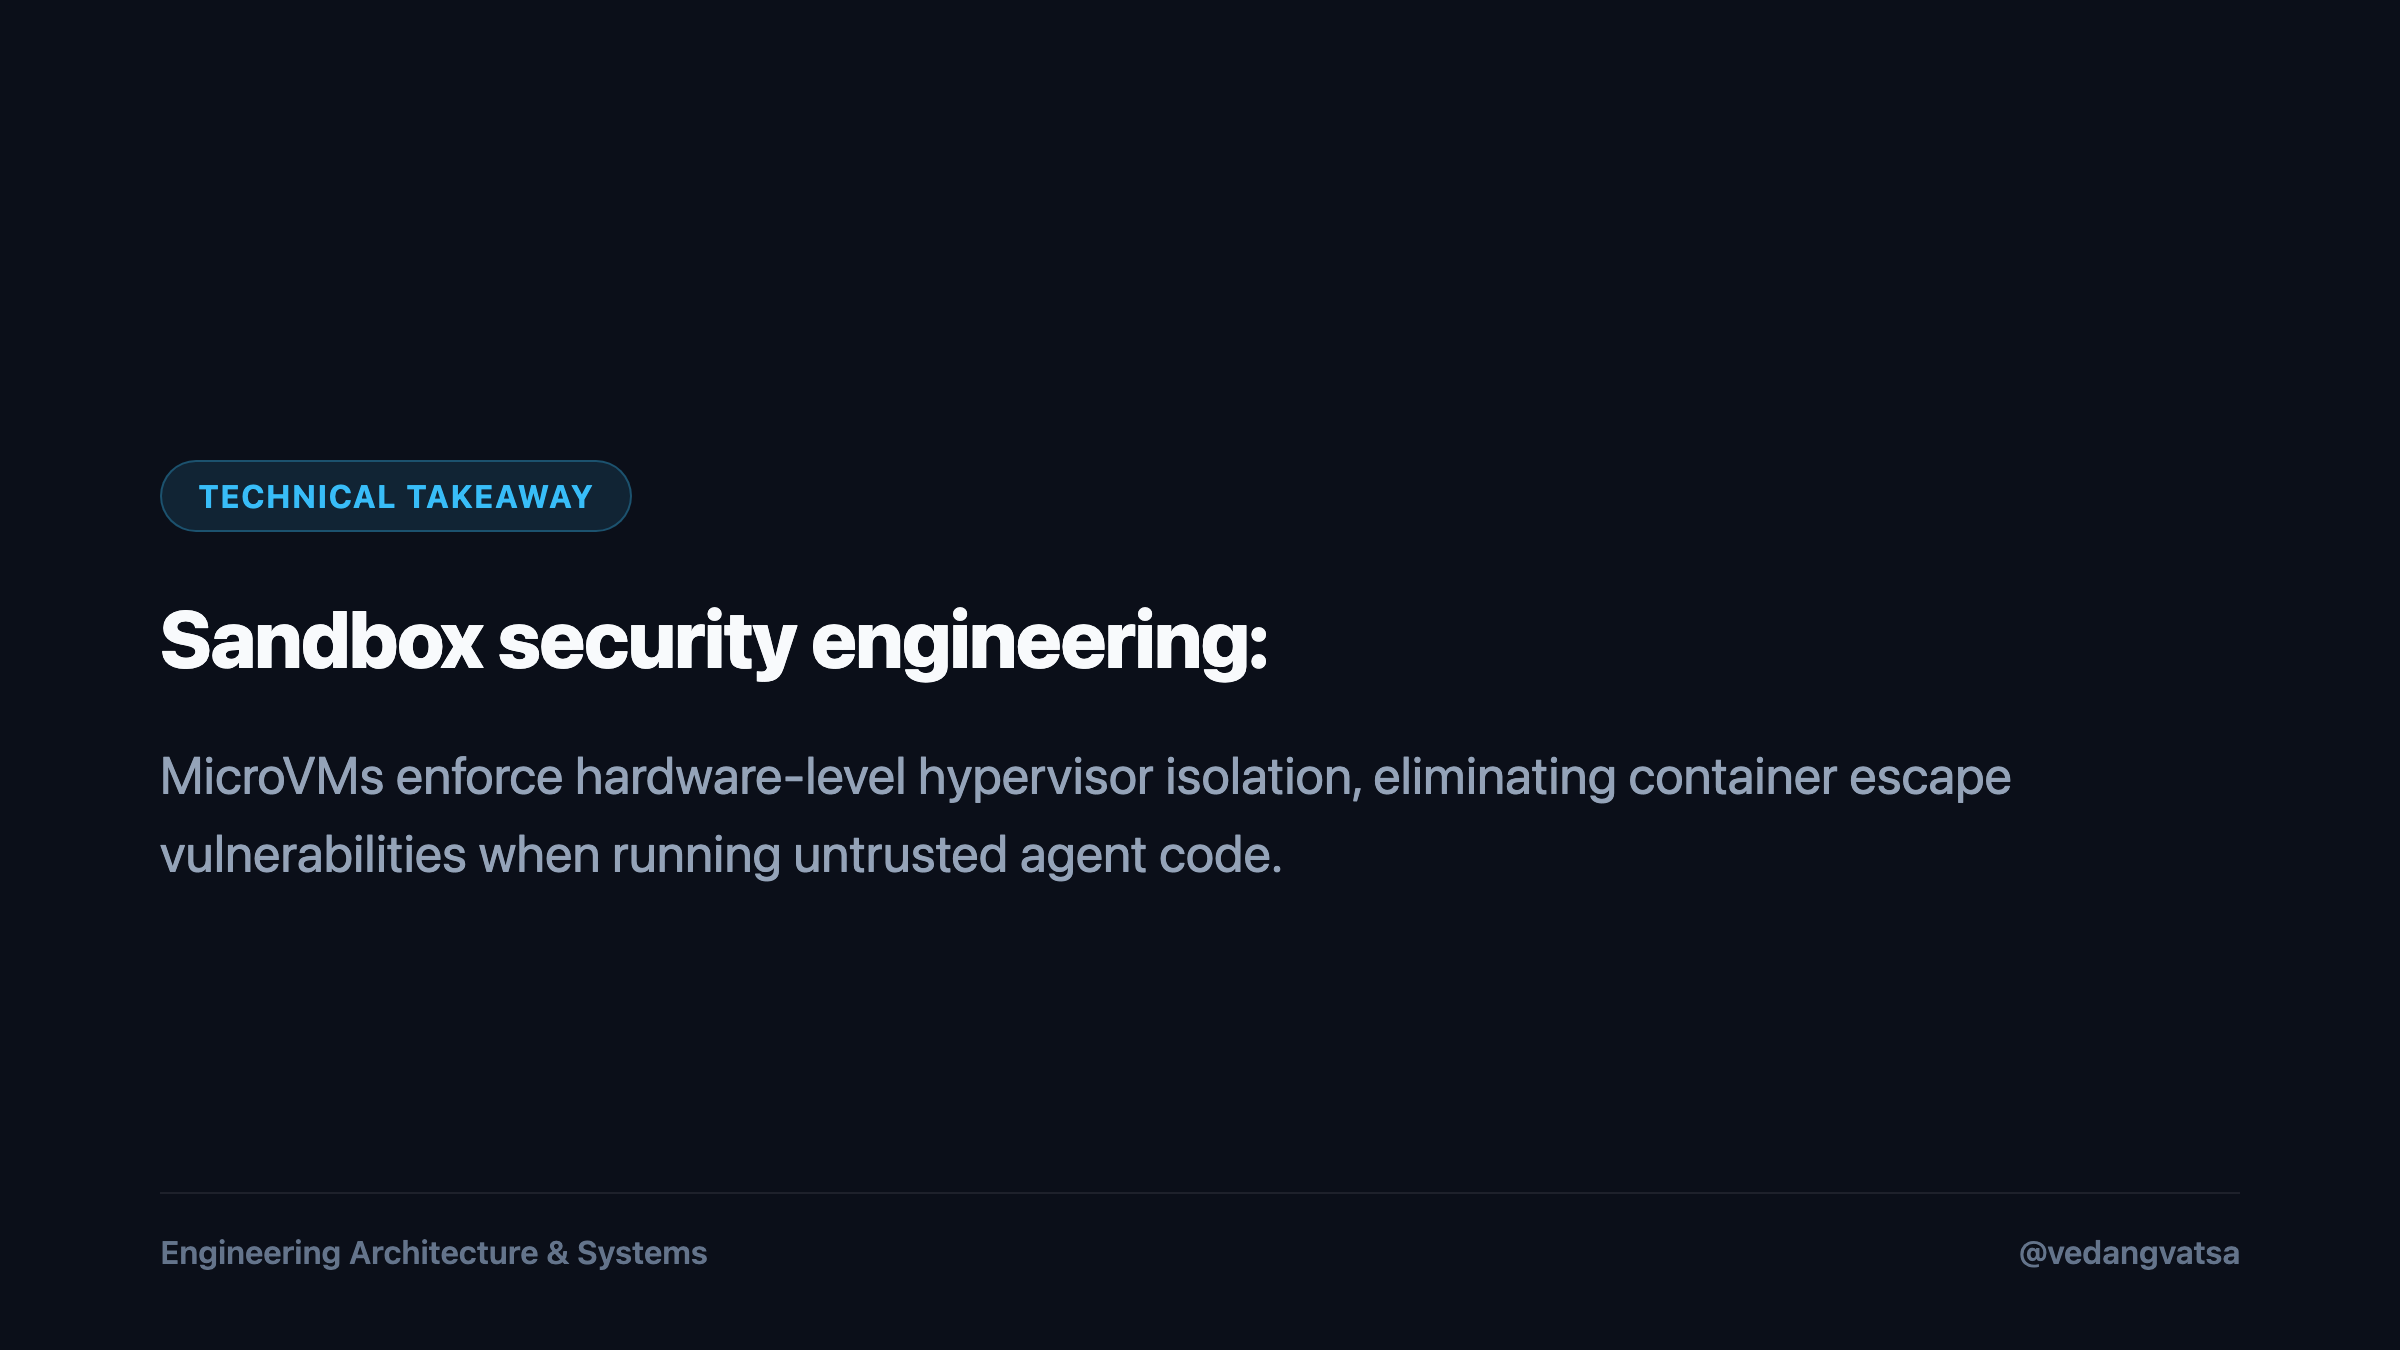 TECHNICAL TAKEAWAY
Sandbox security engineering:
MicroVMs enforce hardware-level hypervisor isolation, eliminating container escape
vulnerabilities when running untrusted agent code.
Engineering Architecture & Systems
@vedangvatsa